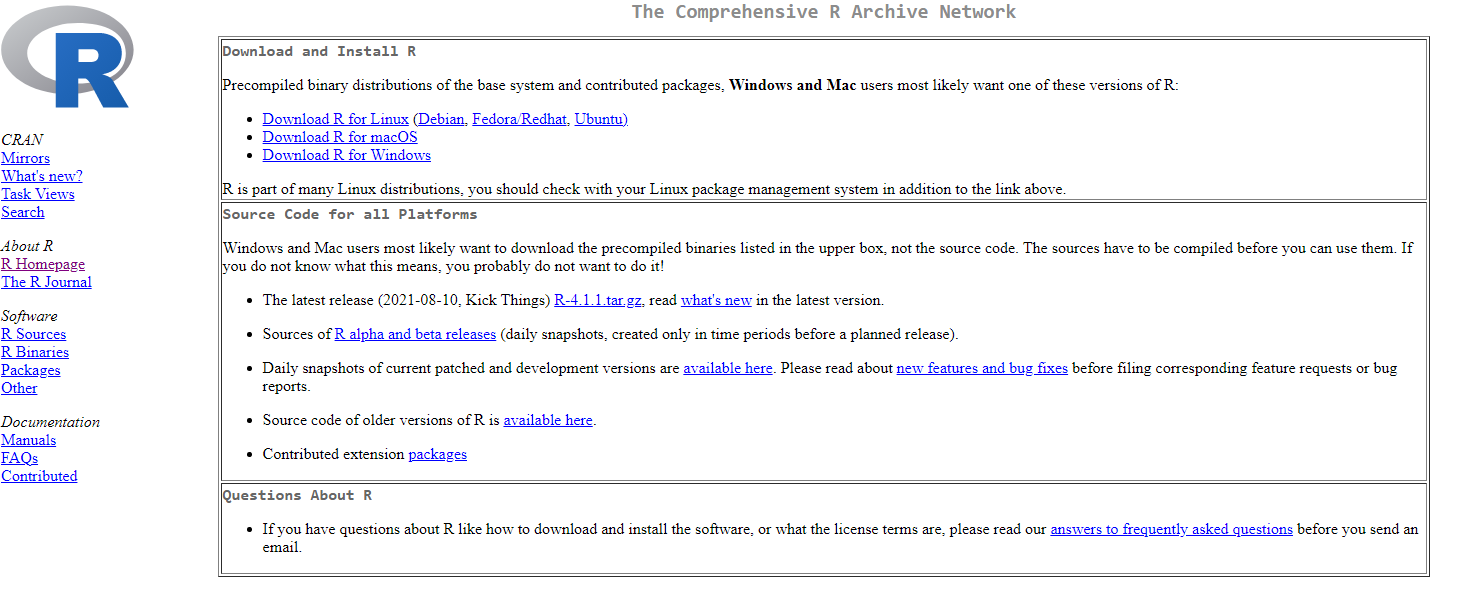 R
The Comprehensive R Archive Network
CRAN
Mirrors
What's new?
Task Views
Search
About R
R Homepage
The R Journal
Software
R Sources
R Binaries
Packages
Other
Documentation
Manuals
FAQs
Contributed
Download and Install R
Precompiled binary distributions of the base system and contributed packages, Windows and Mac users most likely want one of these versions of R:
• Download R for Linux (Debian, Fedora/Redhat, Ubuntu)
• Download R for macOS
• Download R for Windows
R is part of many Linux distributions, you should check with your Linux package management system in addition to the link above.
Source Code for all Platforms
Windows and Mac users most likely want to download the precompiled binaries listed in the upper box, not the source code. The sources have to be compiled before you can use them. If
you do not know what this means, you probably do not want to do it!
• The latest release (2021-08-10, Kick Things) R-4.1.1.tar.gz, read what's new in the latest version.
• Sources of R alpha and beta releases (daily snapshots, created only in time periods before a planned release).
• Daily snapshots of current patched and development versions are available here. Please read about new features and bug fixes before filing corresponding feature requests or bug
reports.
• Source code of older versions of R is available here.
• Contributed extension packages
Questions About R
• If you have questions about R like how to download and install the software, or what the license terms are, please read our answers to frequently asked questions before you send an
email.